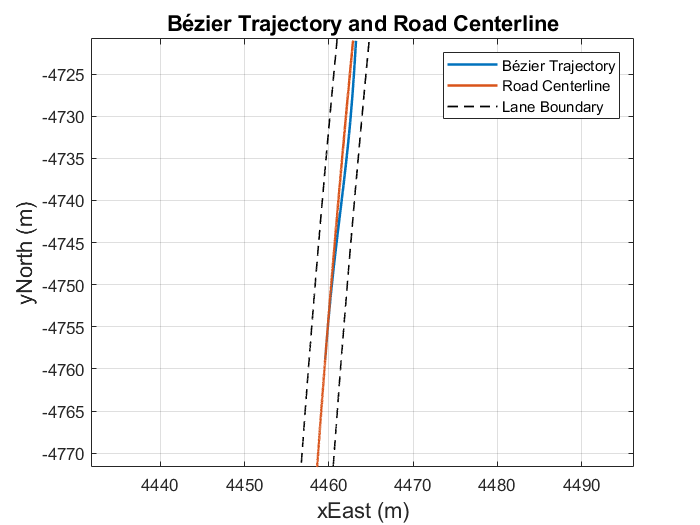 Bézier Trajectory and Road Centerline
Bézier Trajectory
Road Centerline
Lane Boundary
yNorth (m)
-4725
-4730
-4735
-4740
-4745
-4750
-4755
-4760
-4765
-4770
4440
4450
4460
4470
4480
4490
xEast (m)